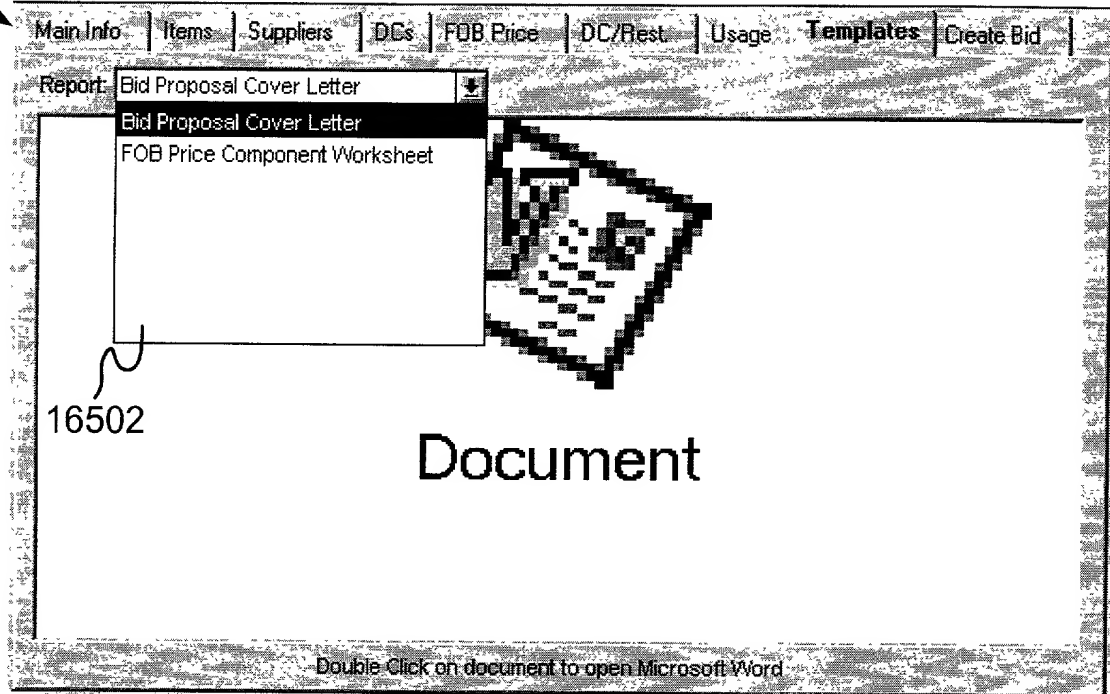 Main Info Items Suppliers DCs FOB Price DC/Rest. Usage Templates Create Bid
Report: Bid Proposal Cover Letter
Bid Proposal Cover Letter
FOB Price Component Worksheet
16502
Document
Double Click on document to open Microsoft Word